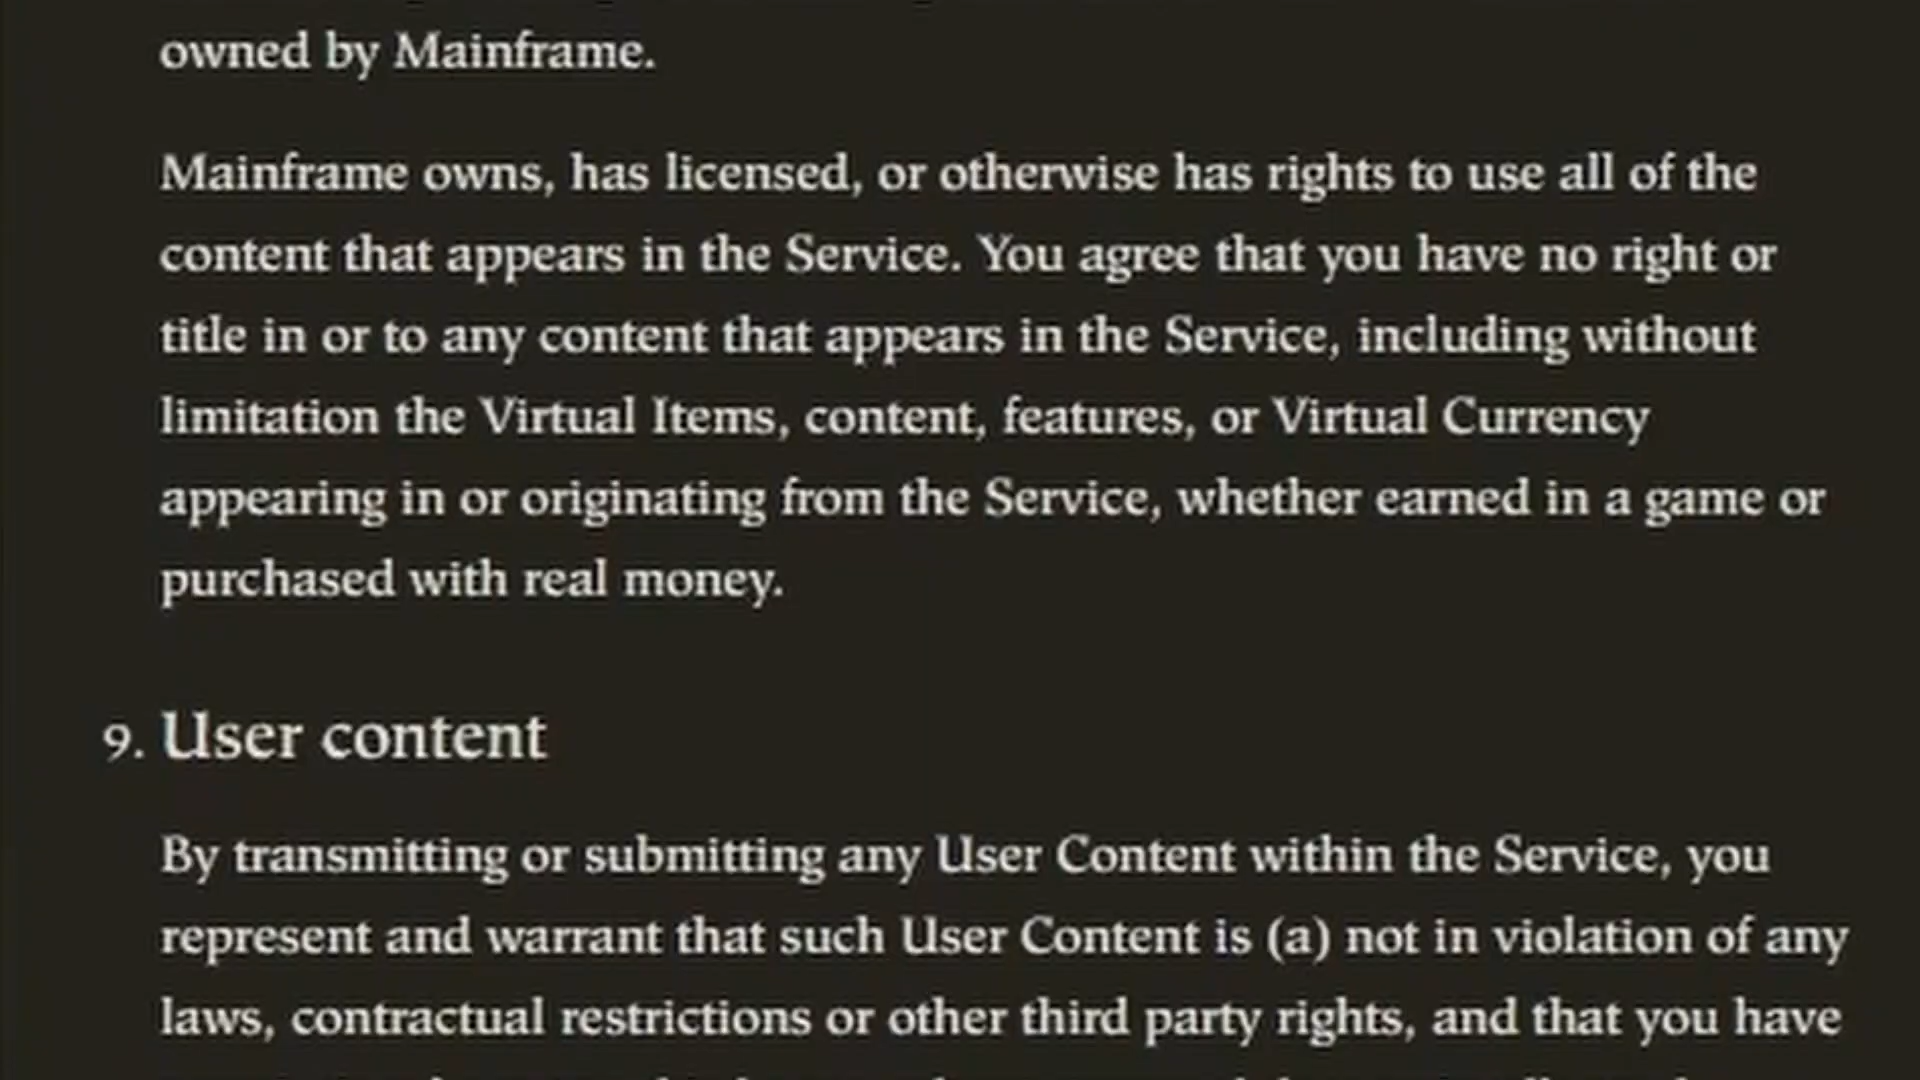 owned by Mainframe.
Mainframe owns, has licensed, or otherwise has rights to use all of the
content that appears in the Service. You agree that you have no right or
title in or to any content that appears in the Service, including without
limitation the Virtual Items, content, features, or Virtual Currency
appearing in or originating from the Service, whether earned in a game or
purchased with real money.
9. User content
By transmitting or submitting any User Content within the Service, you
represent and warrant that such User Content is (a) not in violation of any
laws, contractual restrictions or other third party rights, and that you have